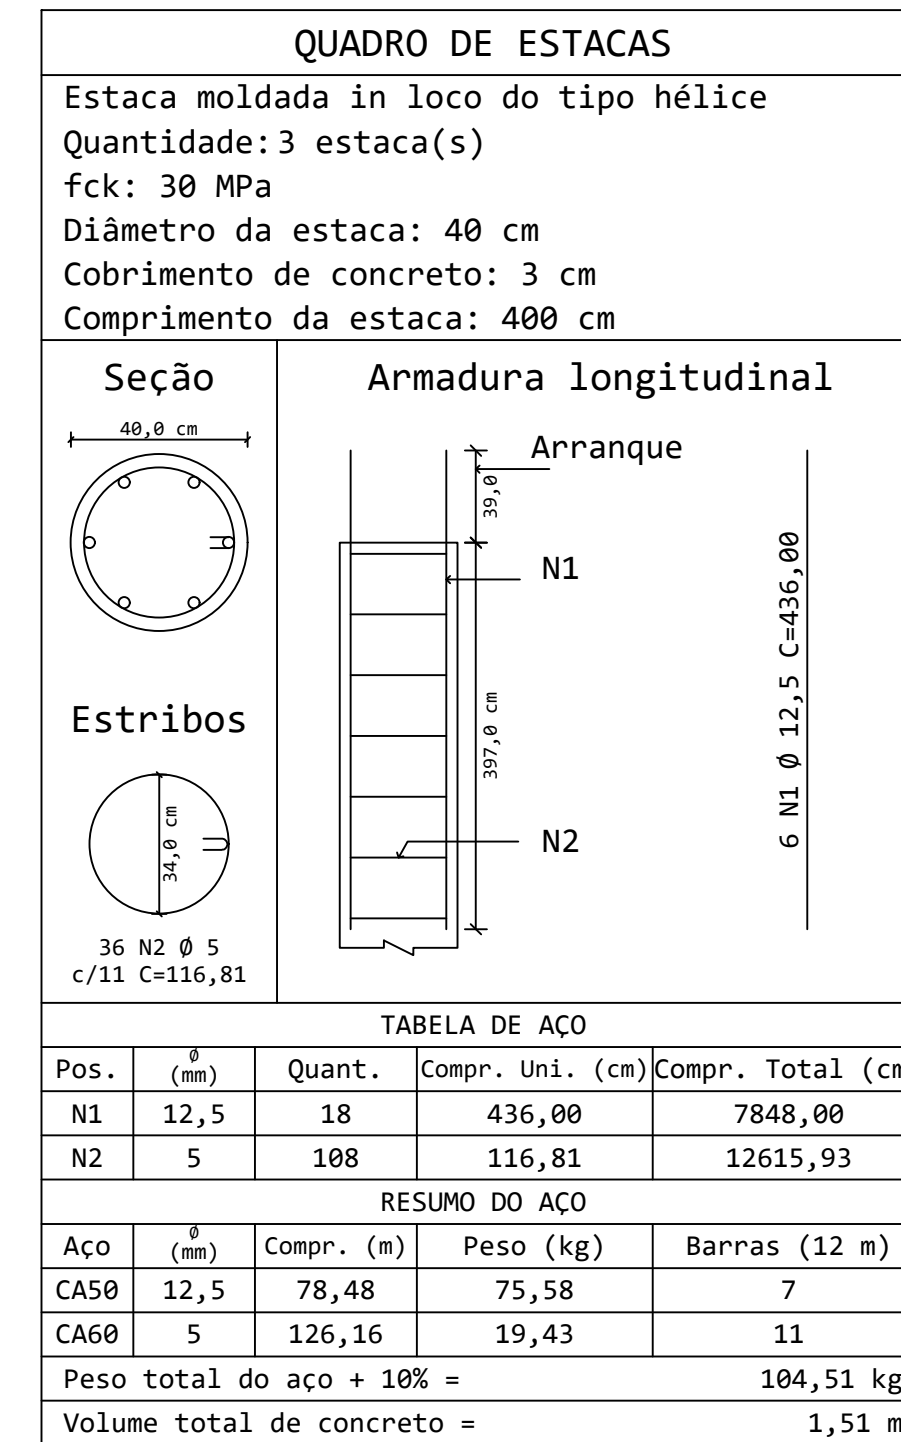 QUADRO DE ESTACAS
Estaca moldada in loco do tipo hélice
Quantidade: 3 estaca(s)
fck: 30 MPa
Diâmetro da estaca: 40 cm
Cobrimento de concreto: 3 cm
Comprimento da estaca: 400 cm
Seção
40,0 cm
Estribos
34,0 cm
36 N2 Ø 5
c/11 C=116,81
Armadura longitudinal
Arranque
39,0
N1
397,0 cm
N2
6 N1 Ø 12,5 C=436,00
TABELA DE AÇO
Pos. Ø (mm) Quant. Compr. Uni. (cm) Compr. Total (cm
N1 12,5 18 436,00 7848,00
N2 5 108 116,81 12615,93
RESUMO DO AÇO
Aço Ø (mm) Compr. (m) Peso (kg) Barras (12 m)
CA50 12,5 78,48 75,58 7
CA60 5 126,16 19,43 11
Peso total do aço + 10% = 104,51 kg
Volume total de concreto = 1,51 m